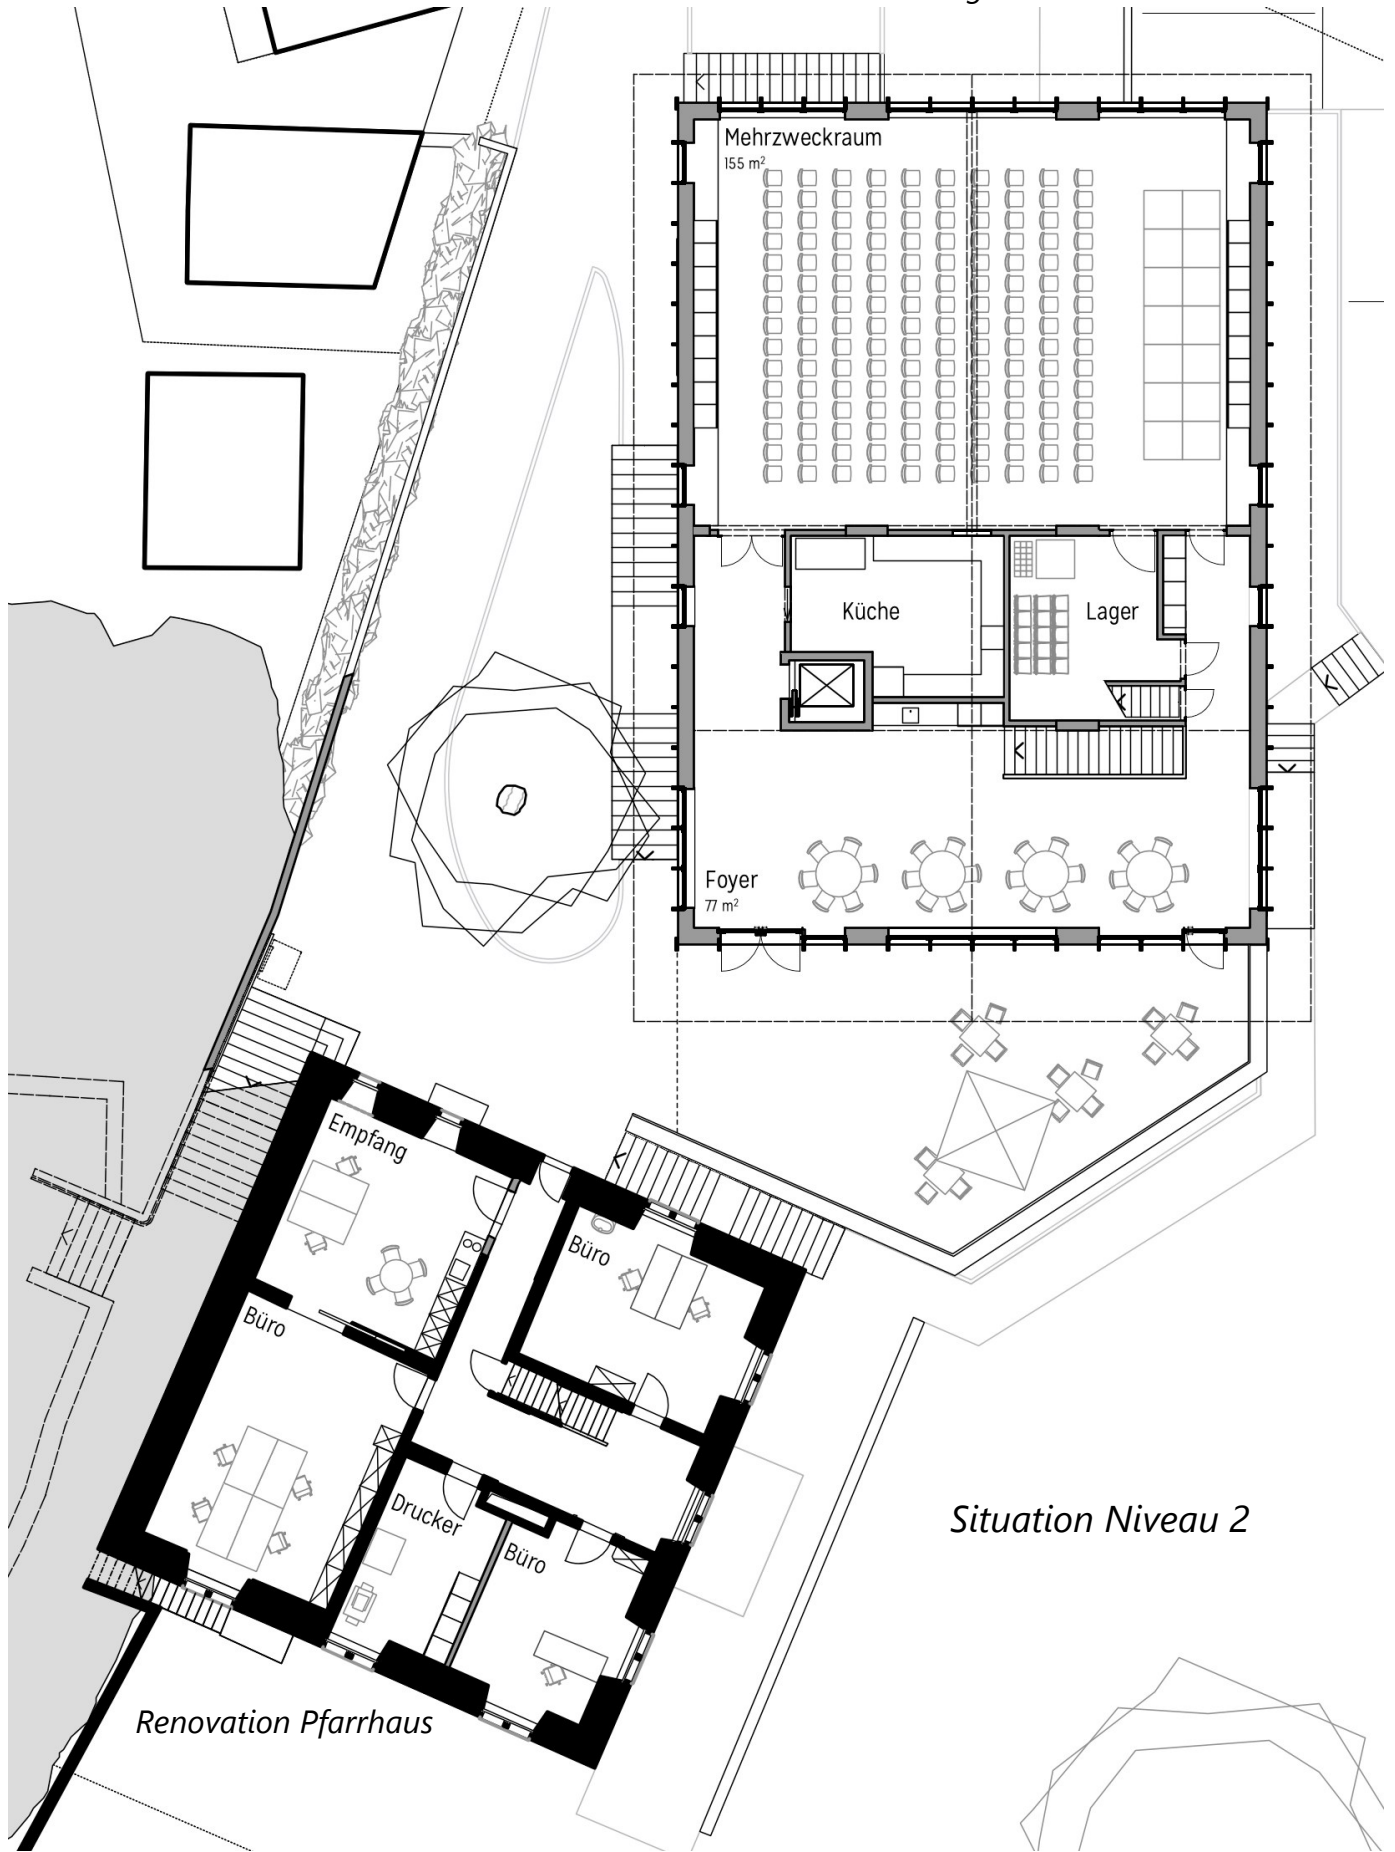 Mehrzweckraum
155 m²
Küche
Lager
Foyer
77 m²
Empfang
Büro
Büro
Drucker
Büro
Situation Niveau 2
Renovation Pfarrhaus